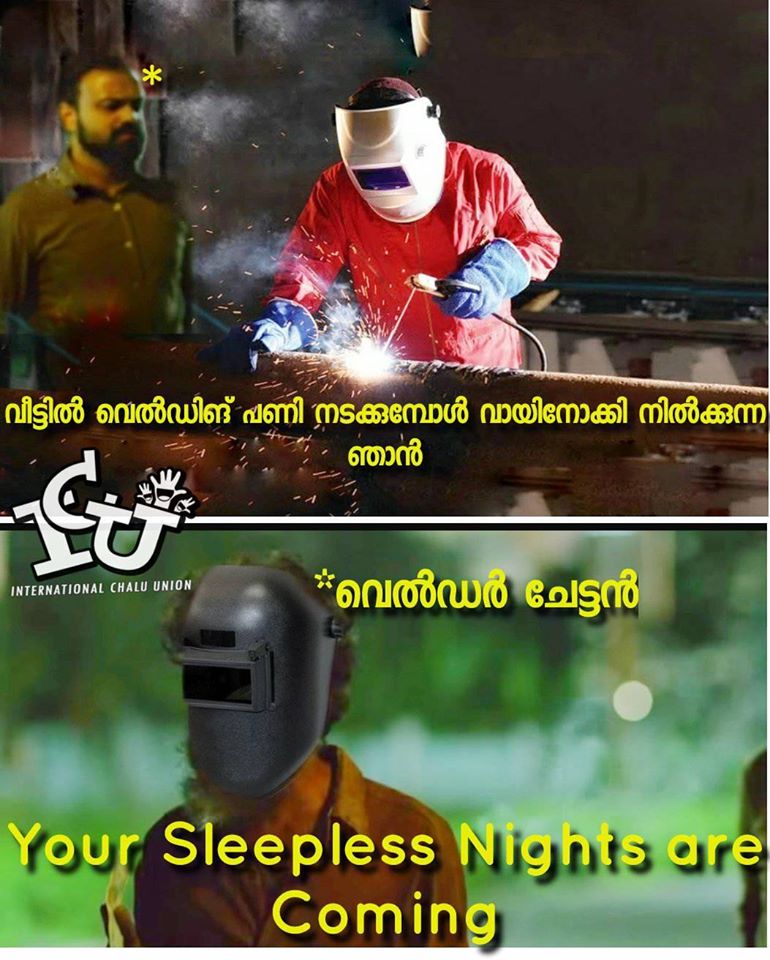 *
വീട്ടിൽ വെൽഡിങ് പണി നടക്കുമ്പോൾ വായിനോക്കി നിൽക്കുന്ന
ഞാൻ
ICU
INTERNATIONAL CHALU UNION
*വെൽഡർ ചേട്ടൻ
Your Sleepless Nights are
Coming